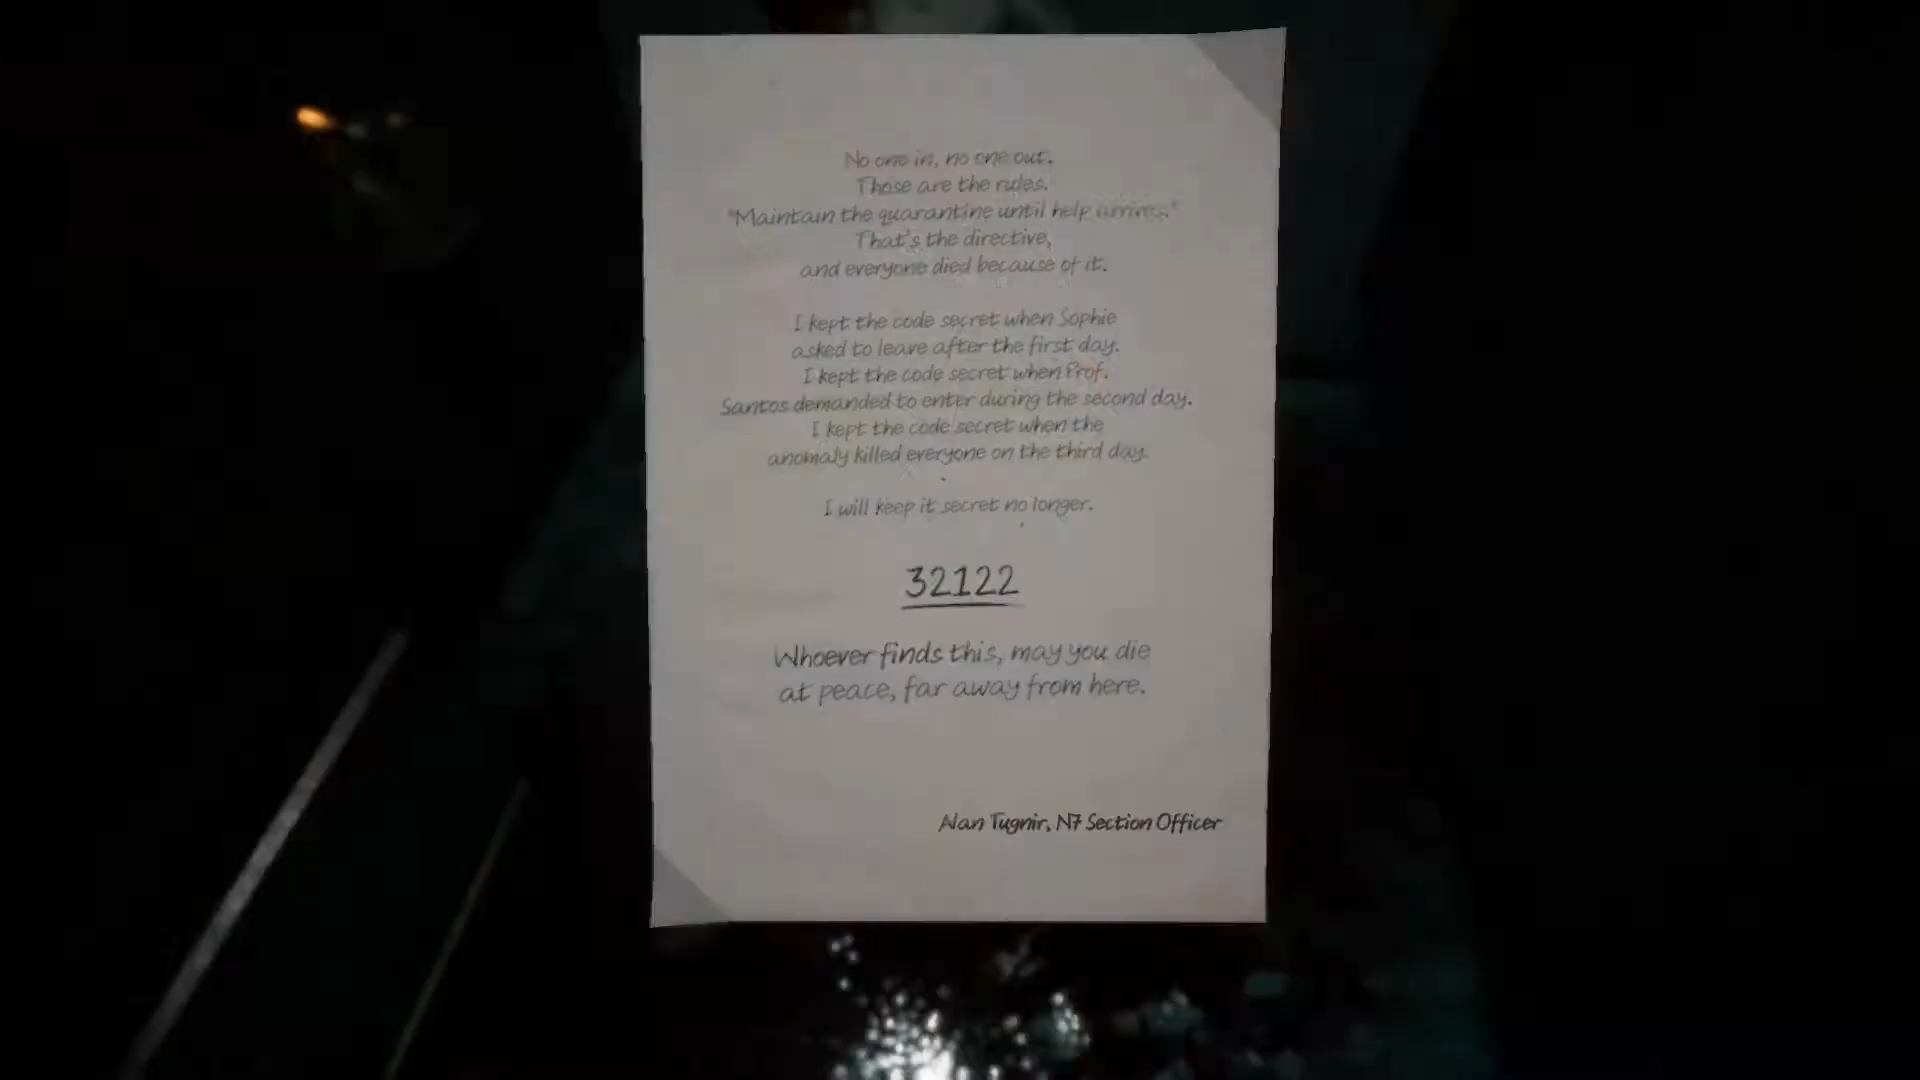 No one in, no one out.
Those are the rules.
"Maintain the quarantine until help arrives."
That's the directive,
and everyone died because of it.
I kept the code secret when Sophie
asked to leave after the first day.
I kept the code secret when Prof.
Santos demanded to enter during the second day.
I kept the code secret when the
anomaly killed everyone on the third day.
I will keep it secret no longer.
32122
Whoever finds this, may you die
at peace, far away from here.
Alan Tugnir, N7 Section Officer